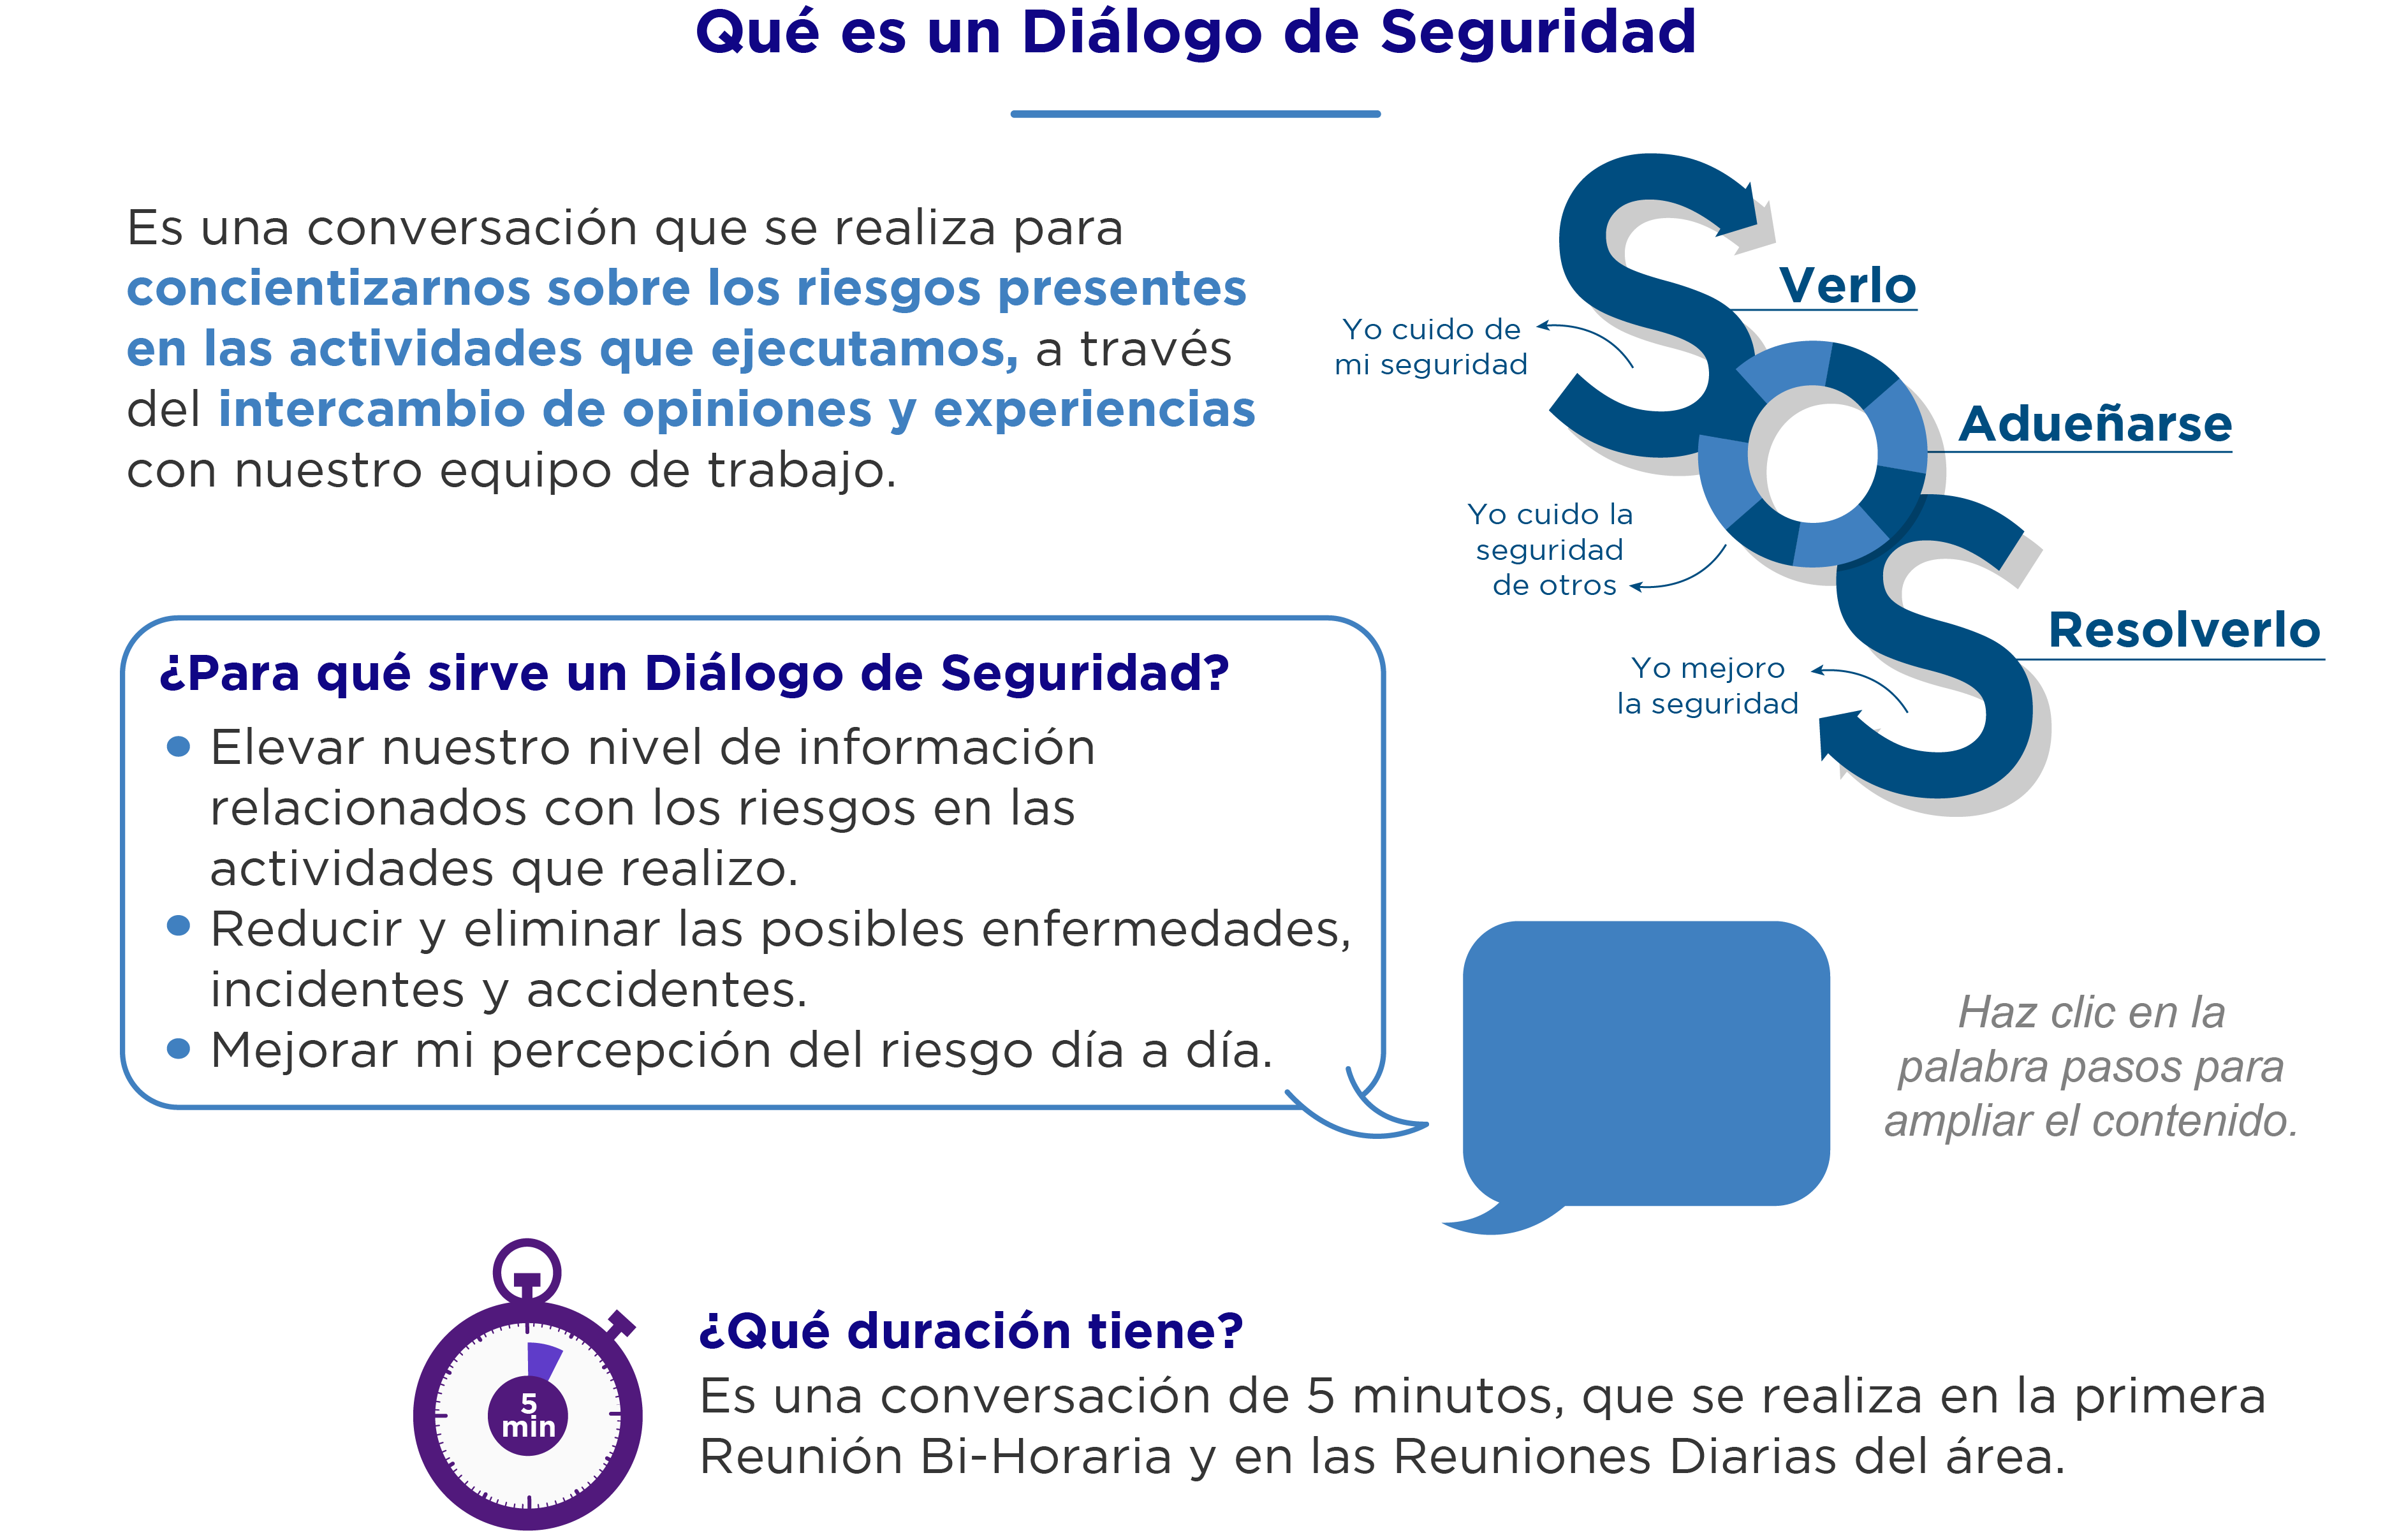 Qué es un Diálogo de Seguridad
Es una conversación que se realiza para
concientizarnos sobre los riesgos presentes
en las actividades que ejecutamos, a través
del intercambio de opiniones y experiencias
con nuestro equipo de trabajo.
SOS
Verlo
Yo cuido de
mi seguridad
Adueñarse
Yo cuido la
seguridad
de otros
Resolverlo
Yo mejoro
la seguridad
¿Para qué sirve un Diálogo de Seguridad?
Elevar nuestro nivel de información
relacionados con los riesgos en las
actividades que realizo.
Reducir y eliminar las posibles enfermedades,
incidentes y accidentes.
Mejorar mi percepción del riesgo día a día.
Haz clic en la
palabra pasos para
ampliar el contenido.
5
min
¿Qué duración tiene?
Es una conversación de 5 minutos, que se realiza en la primera
Reunión Bi-Horaria y en las Reuniones Diarias del área.